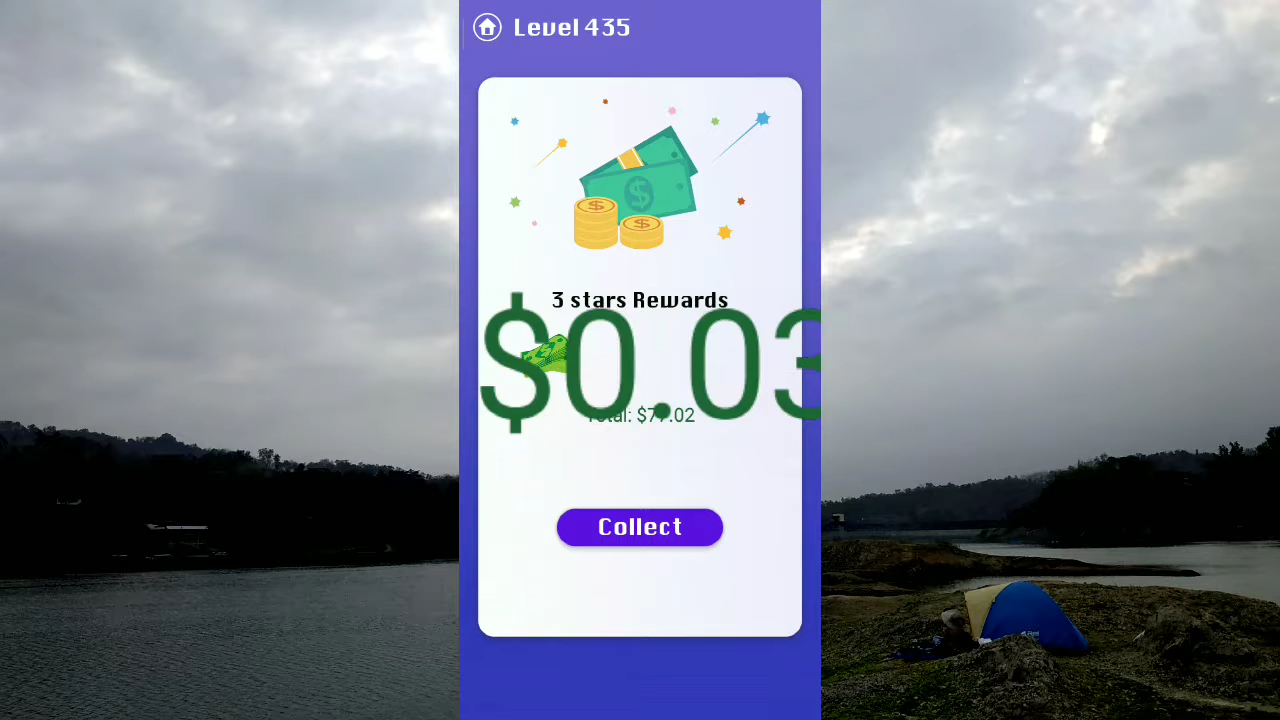 Level 435
3 stars Rewards
$0.03
Total: $77.02
Collect